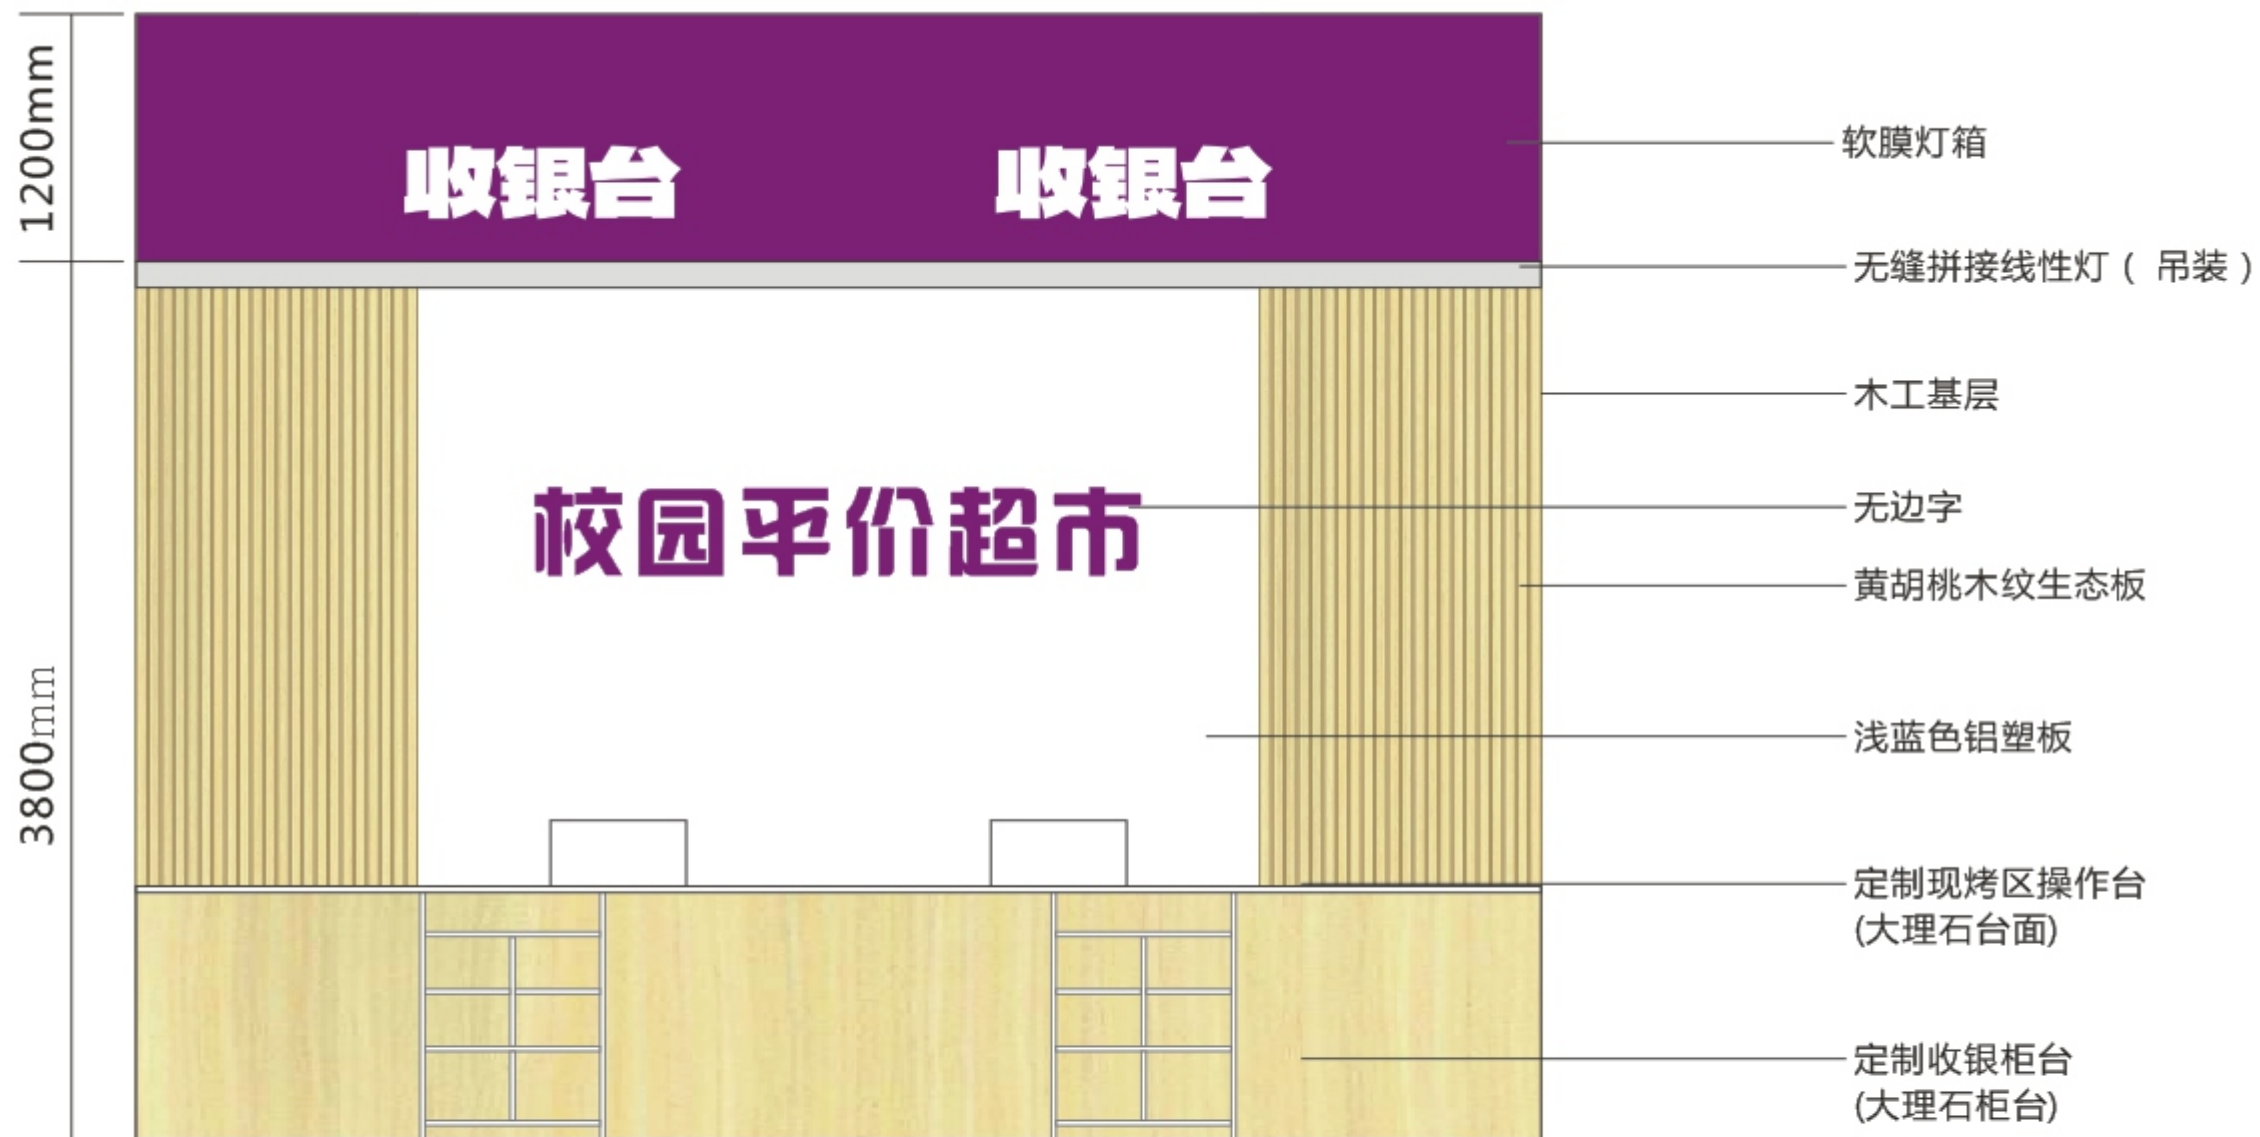 1200mm
收银台 收银台
软膜灯箱
无缝拼接线性灯（ 吊装）
木工基层
校园平价超市
无边字
黄胡桃木纹生态板
3800mm
浅蓝色铝塑板
定制现烤区操作台
(大理石台面)
定制收银柜台
(大理石柜台)